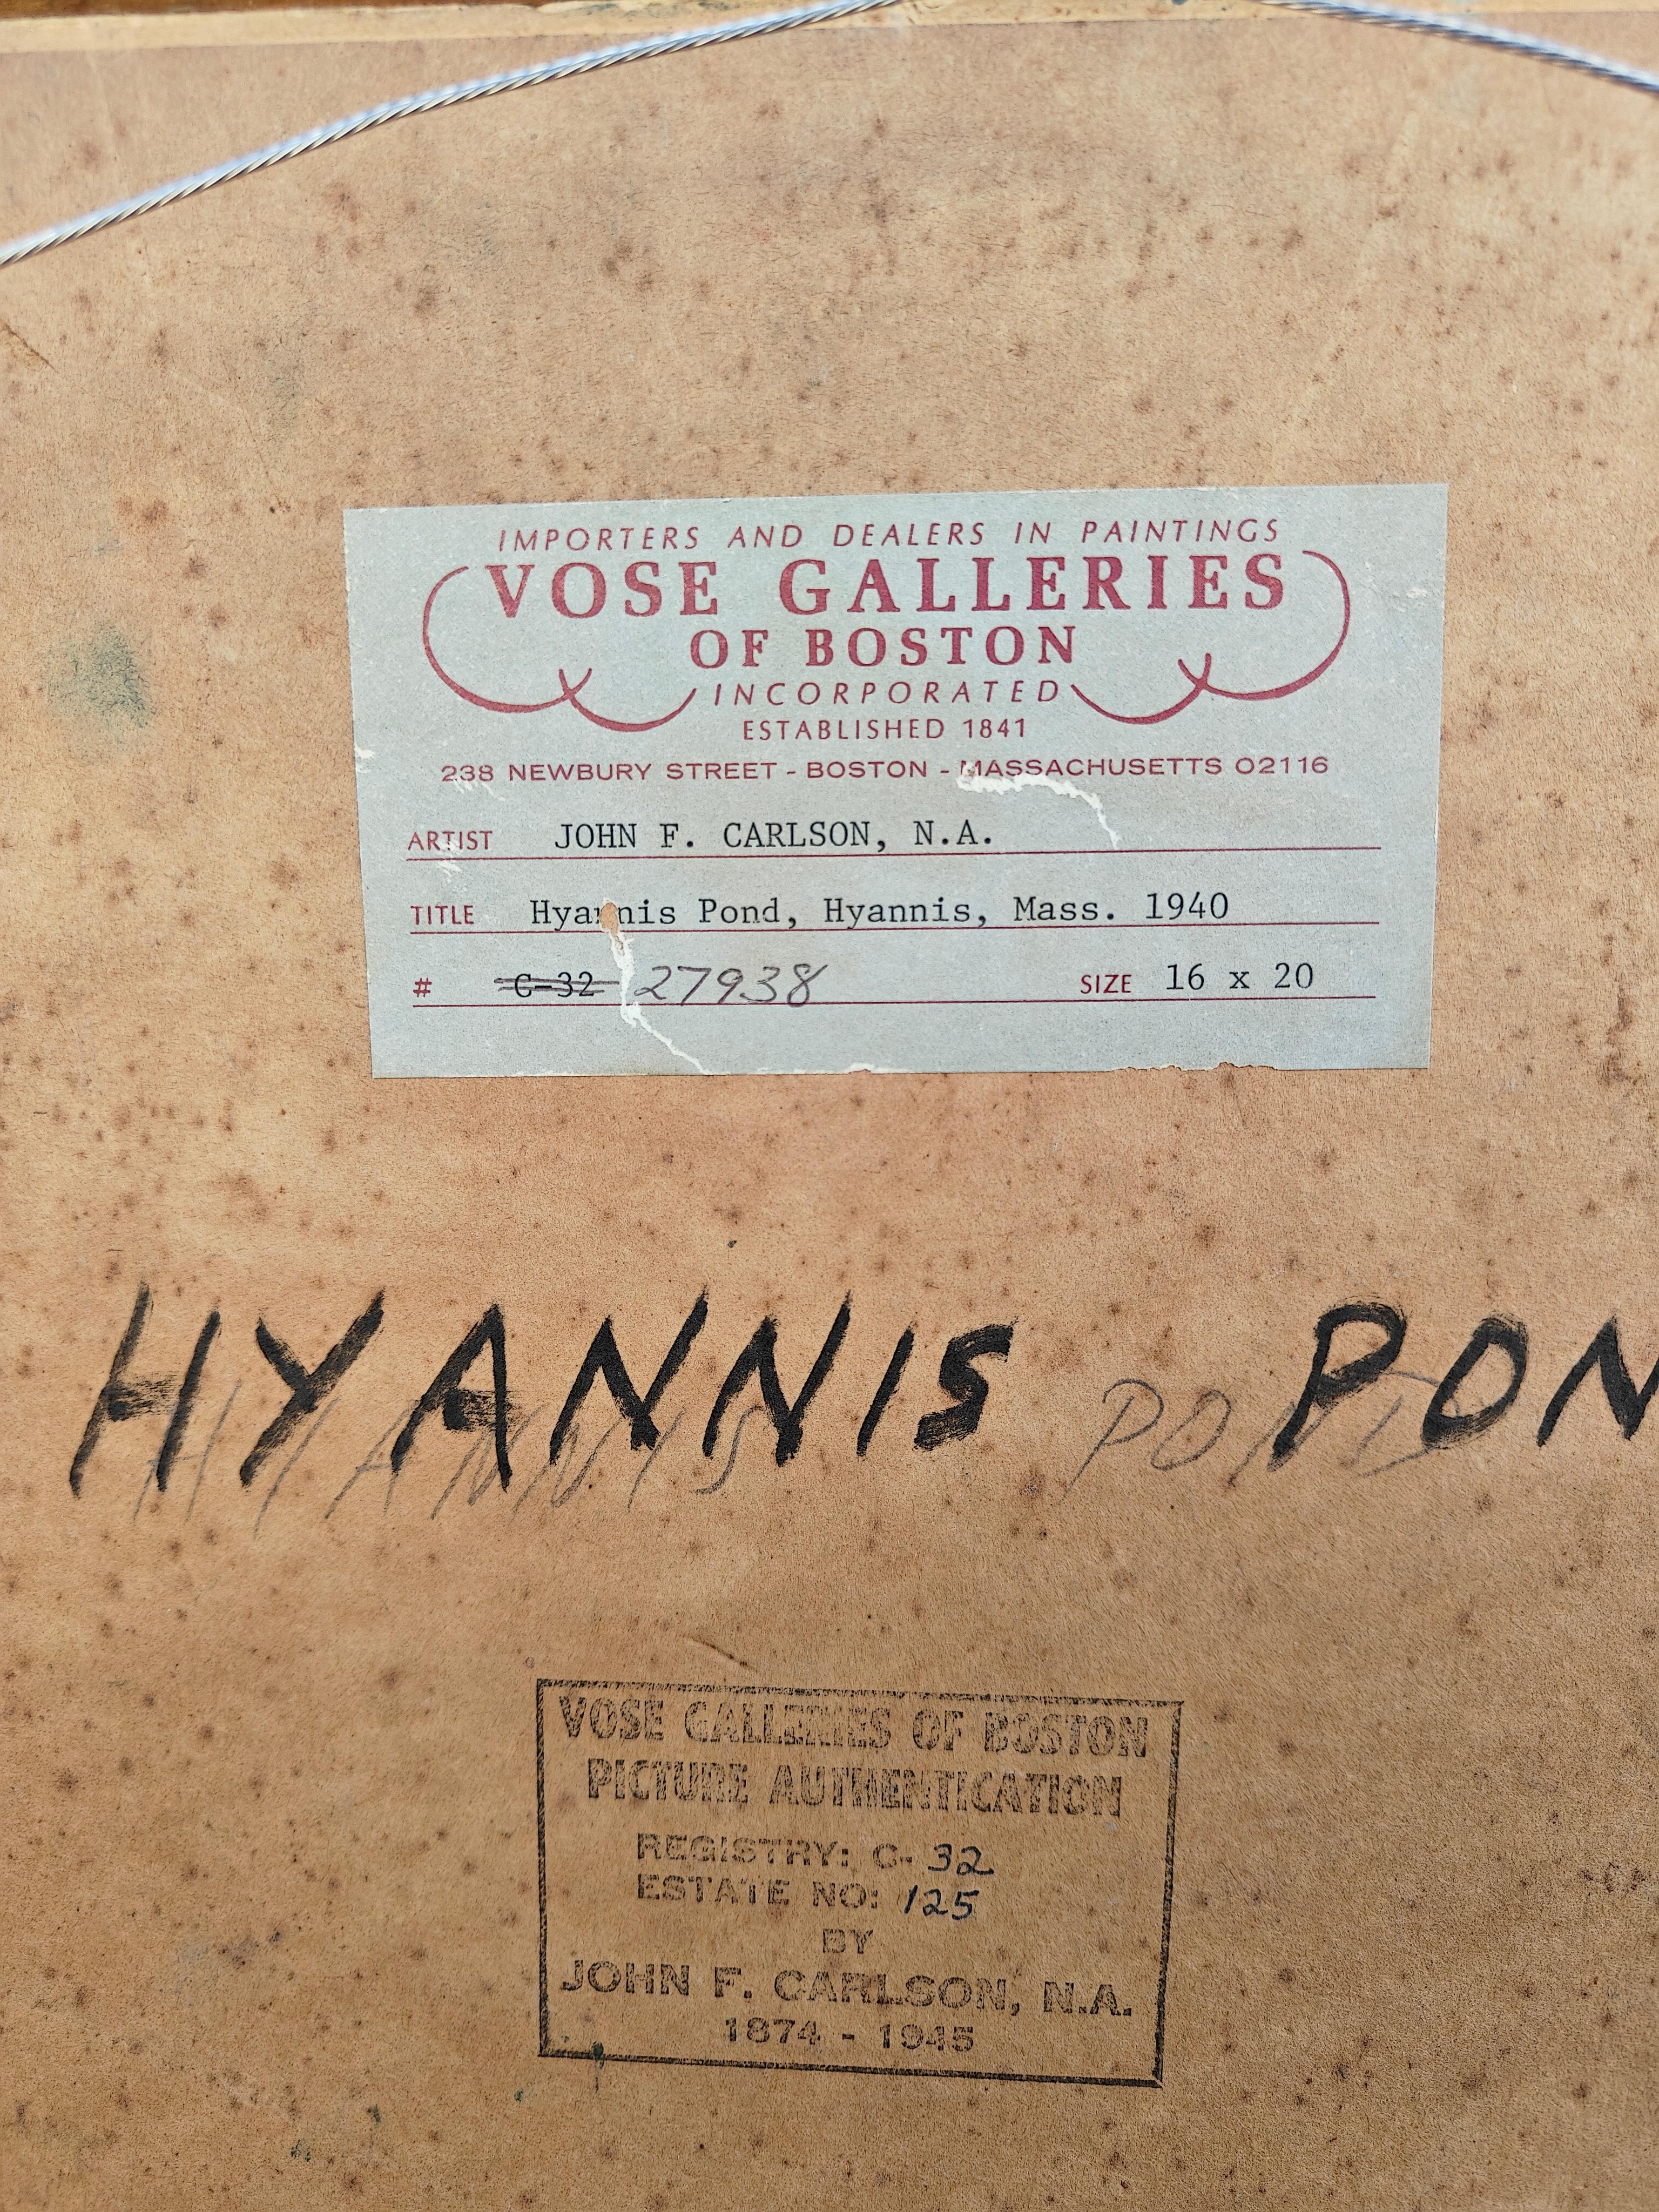 IMPORTERS AND DEALERS IN PAINTINGS
VOSE GALLERIES
OF BOSTON
INCORPORATED
ESTABLISHED 1841
238 NEWBURY STREET - BOSTON - MASSACHUSETTS 02116
ARTIST JOHN F. CARLSON, N.A.
TITLE Hyannis Pond, Hyannis, Mass. 1940
# C-32 27938 SIZE 16 x 20
HYANNIS PON
HYANNIS POND
VOSE GALLERIES OF BOSTON
PICTURE AUTHENTICATION
REGISTRY: C-32
ESTATE NO: 125
BY
JOHN F. CARLSON, N.A.
1874 - 1945